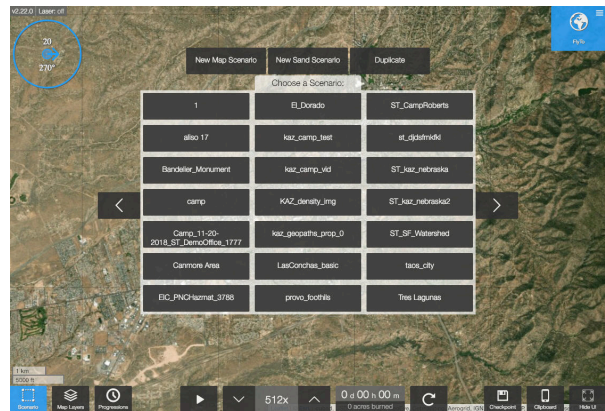 v2.22.0 | Laser: off
20
270°
FlyTo
New Map Scenario
New Sand Scenario
Duplicate
Choose a Scenario:
1
El_Dorado
ST_CampRoberts
aliso 17
kaz_camp_test
st_djdsfmkfkl
Bandelier_Monument
kaz_camp_vid
ST_kaz_nebraska
camp
KAZ_density_img
ST_kaz_nebraska2
Camp_11-20-
2018_ST_DemoOffice_1777
kaz_geopaths_prop_0
ST_SF_Watershed
Canmore Area
LasConchas_basic
taos_city
EIC_PNCHazmat_3788
provo_foothils
Tres Lagunas
1 km
5000 ft
Scenario
Map Layers
Progressions
512x
0 d 00 h 00 m
0 acres burned
Aerogrid, IGN
Checkpoint
Clipboard
Hide UI